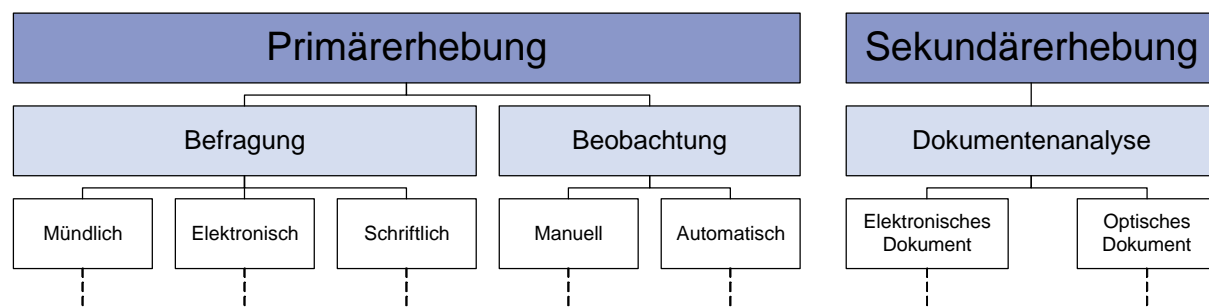 Primärerhebung
Sekundärerhebung
Befragung
Beobachtung
Dokumentenanalyse
Mündlich
Elektronisch
Schriftlich
Manuell
Automatisch
Elektronisches
Dokument
Optisches
Dokument